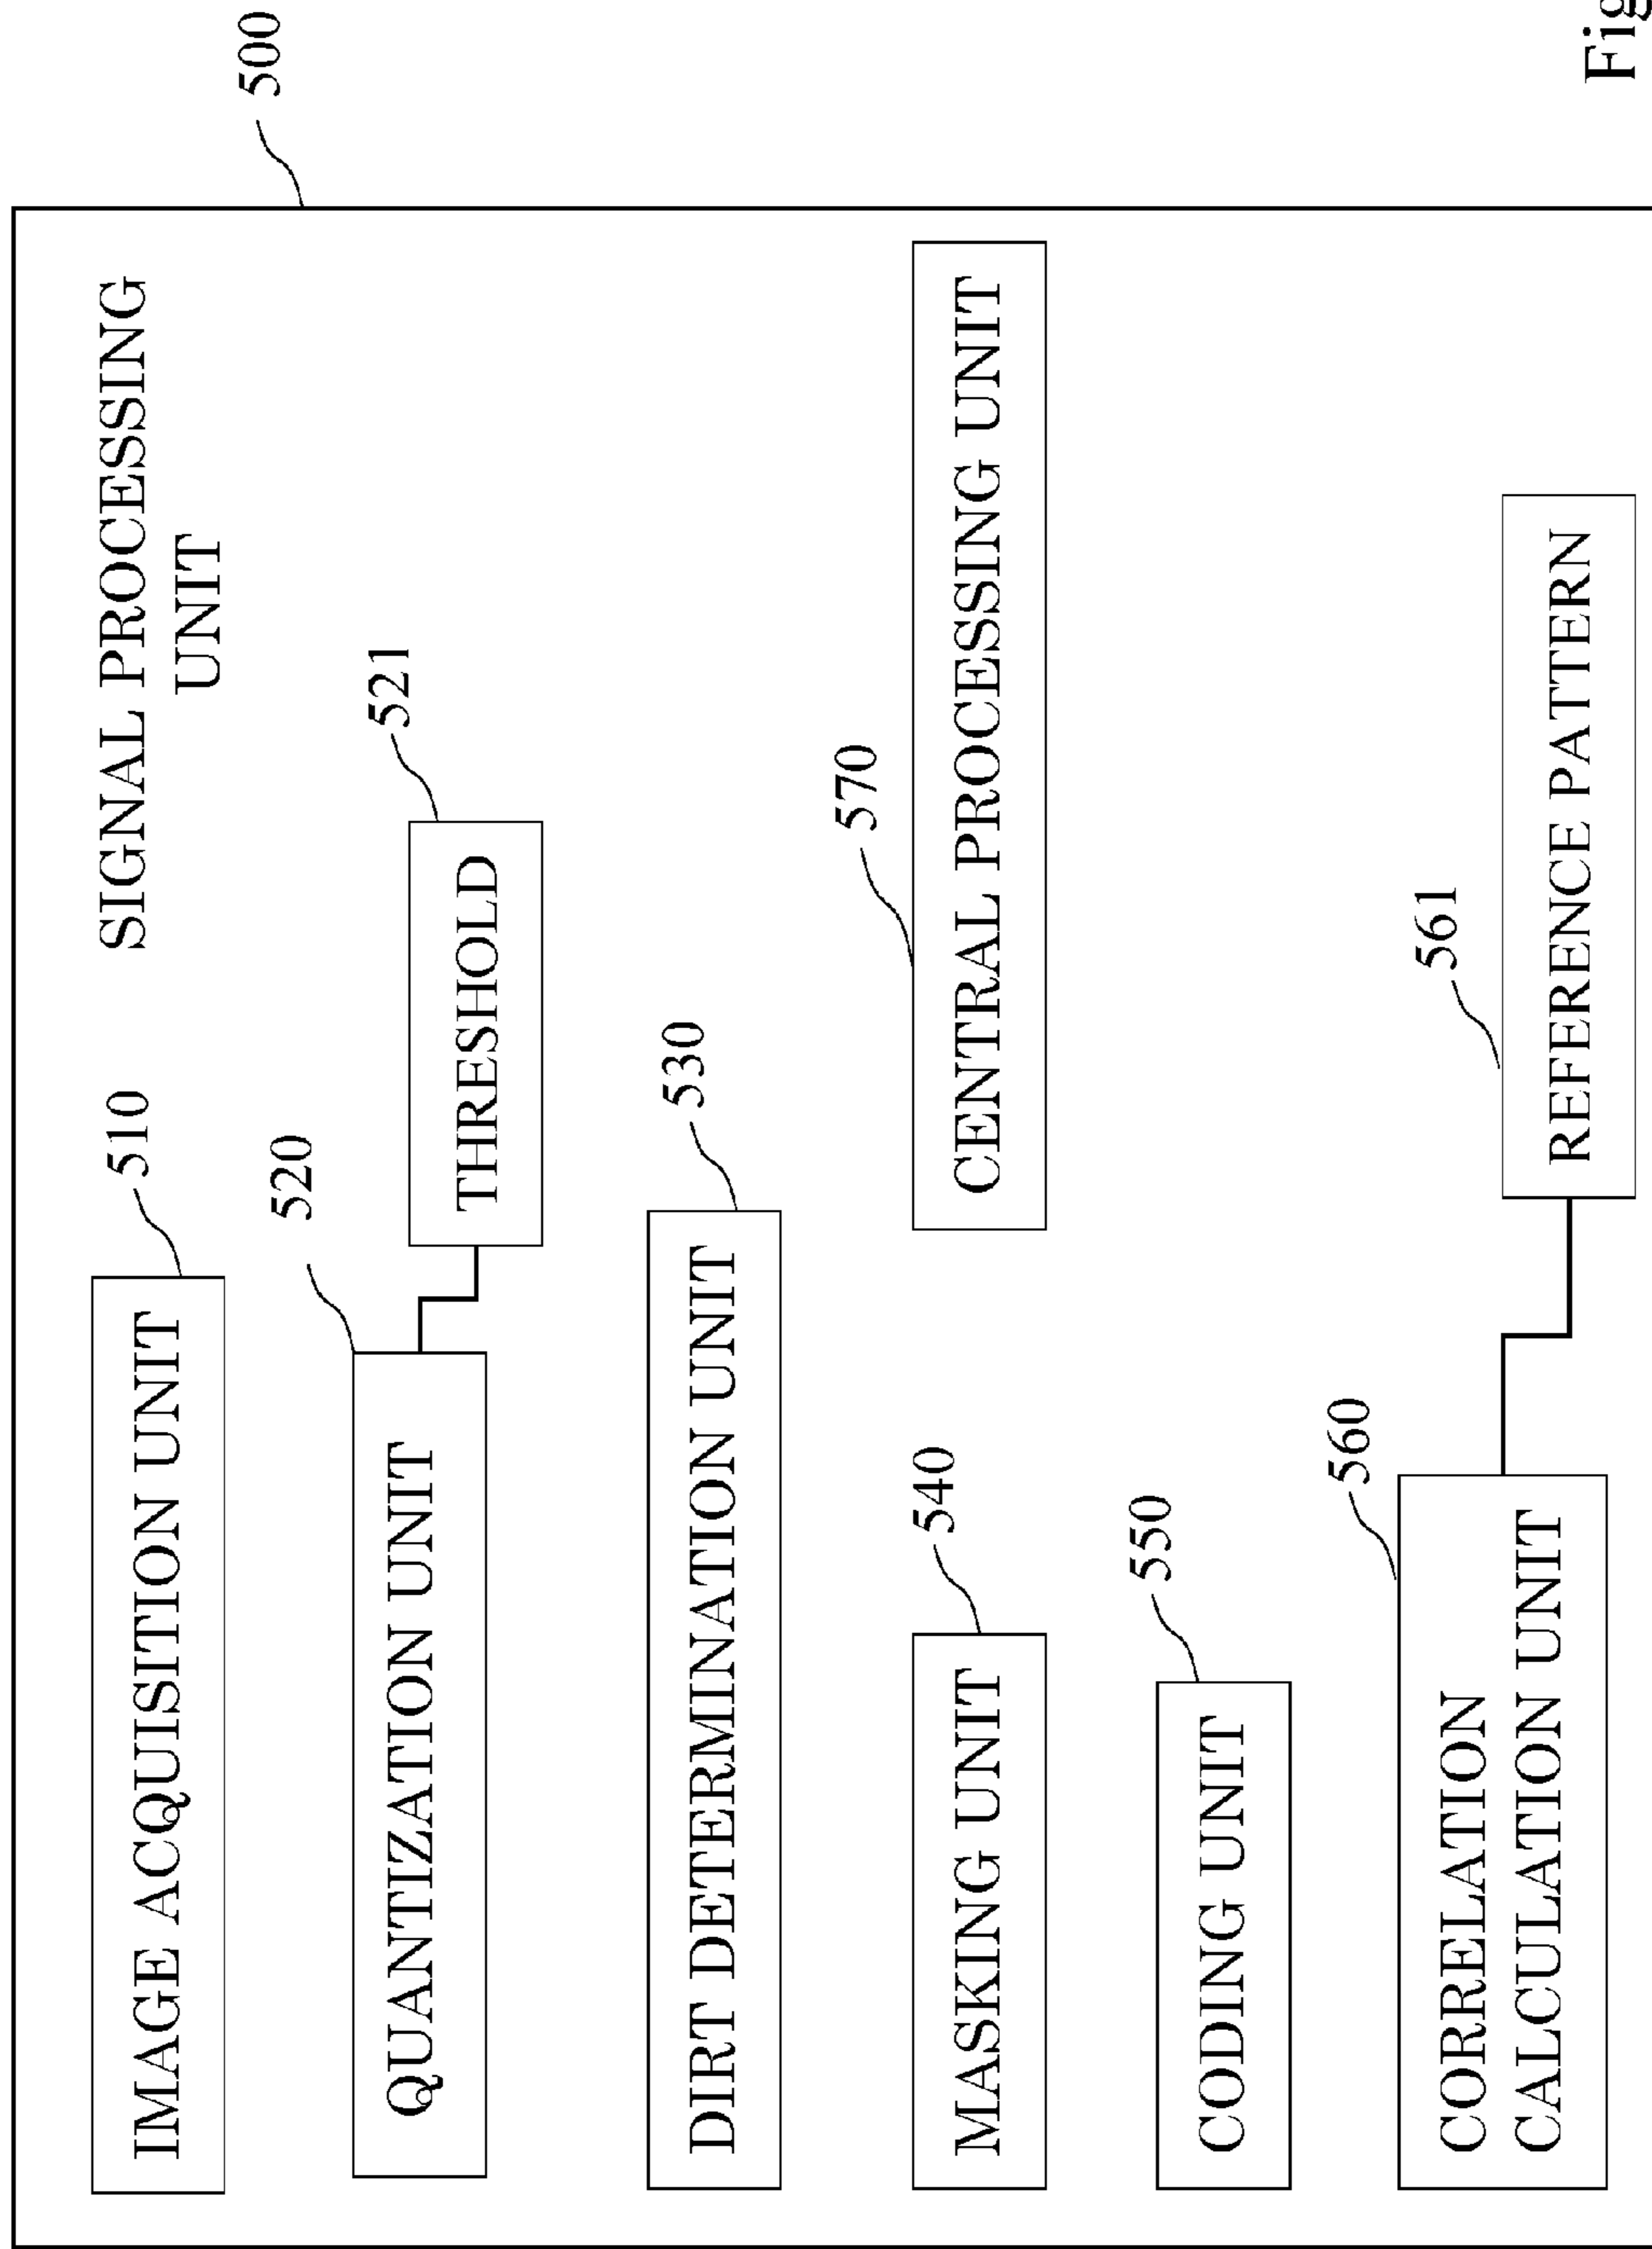 500
SIGNAL PROCESSING
UNIT
510
IMAGE ACQUISITION UNIT
520
QUANTIZATION UNIT
521
THRESHOLD
530
DIRT DETERMINATION UNIT
540
MASKING UNIT
570
CENTRAL PROCESSING UNIT
550
CODING UNIT
560
CORRELATION
CALCULATION UNIT
561
REFERENCE PATTERN
Fig